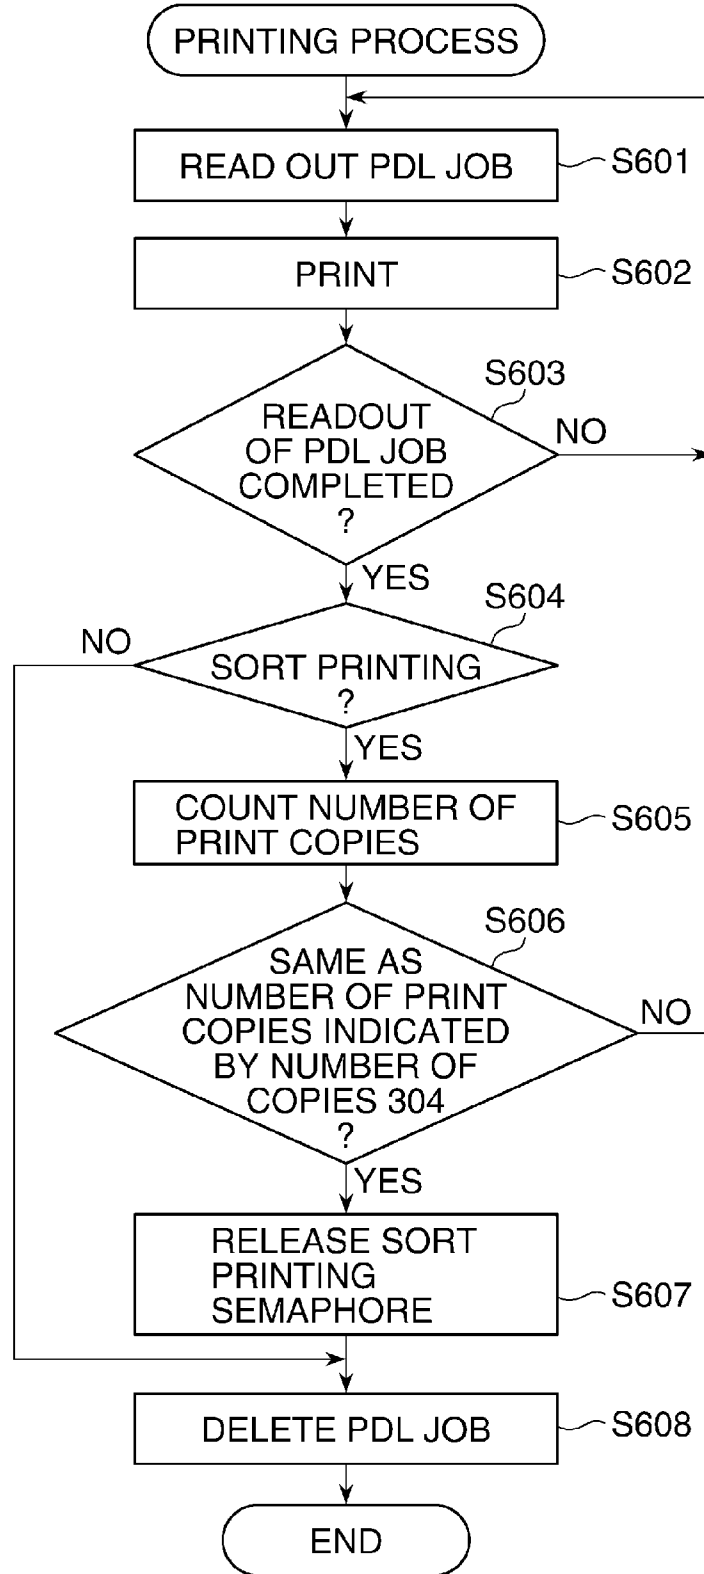 PRINTING PROCESS
READ OUT PDL JOB
S601
PRINT
S602
S603
READOUT
OF PDL JOB
COMPLETED
?
NO
YES
S604
NO
SORT PRINTING
?
YES
COUNT NUMBER OF
PRINT COPIES
S605
S606
SAME AS
NUMBER OF PRINT
COPIES INDICATED
BY NUMBER OF
COPIES 304
?
NO
YES
RELEASE SORT
PRINTING
SEMAPHORE
S607
DELETE PDL JOB
S608
END